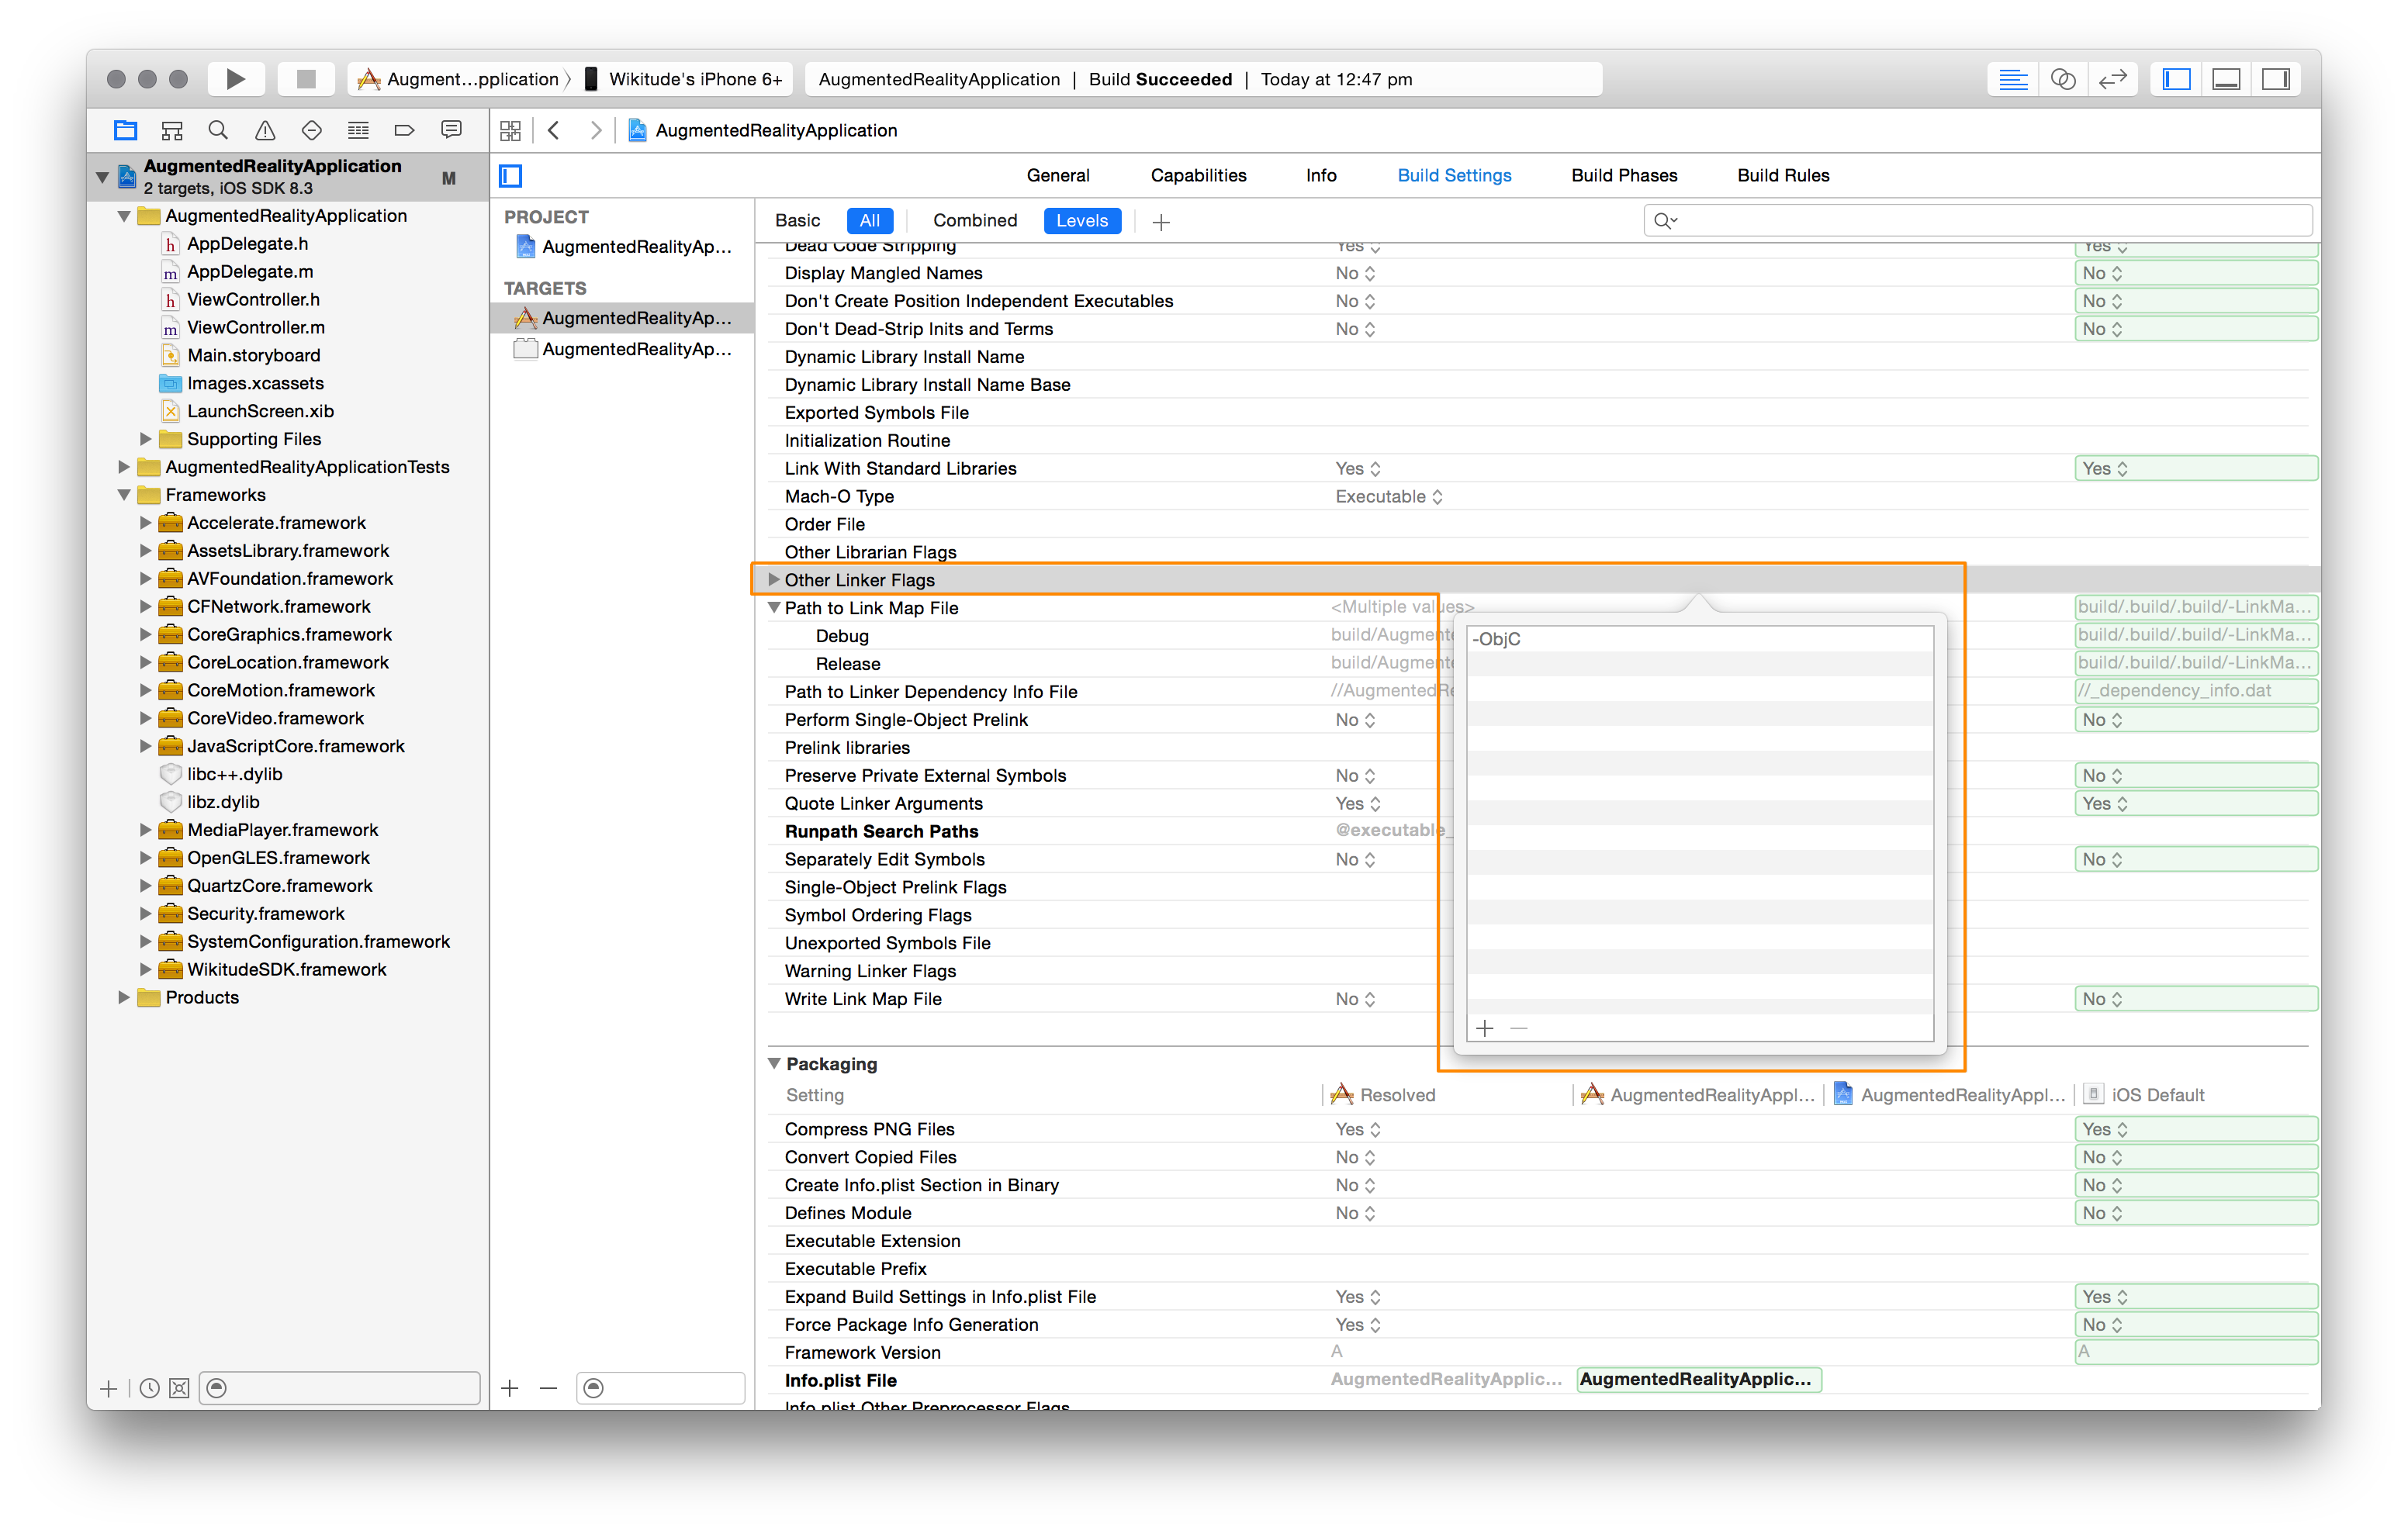 Augment...pplication 〉 Wikitude's iPhone 6+
AugmentedRealityApplication | Build Succeeded | Today at 12:47 pm
AugmentedRealityApplication
2 targets, iOS SDK 8.3
M
AugmentedRealityApplication
h AppDelegate.h
m AppDelegate.m
h ViewController.h
m ViewController.m
Main.storyboard
Images.xcassets
LaunchScreen.xib
Supporting Files
AugmentedRealityApplicationTests
Frameworks
Accelerate.framework
AssetsLibrary.framework
AVFoundation.framework
CFNetwork.framework
CoreGraphics.framework
CoreLocation.framework
CoreMotion.framework
CoreVideo.framework
JavaScriptCore.framework
libc++.dylib
libz.dylib
MediaPlayer.framework
OpenGLES.framework
QuartzCore.framework
Security.framework
SystemConfiguration.framework
WikitudeSDK.framework
Products
AugmentedRealityApplication
General Capabilities Info Build Settings Build Phases Build Rules
PROJECT
AugmentedRealityAp...
TARGETS
AugmentedRealityAp...
AugmentedRealityAp...
Basic All Combined Levels
Dead Code Stripping Yes Yes
Display Mangled Names No No
Don't Create Position Independent Executables No No
Don't Dead-Strip Inits and Terms No No
Dynamic Library Install Name
Dynamic Library Install Name Base
Exported Symbols File
Initialization Routine
Link With Standard Libraries Yes Yes
Mach-O Type Executable
Order File
Other Librarian Flags
Other Linker Flags
Path to Link Map File <Multiple values> build/.build/.build/-LinkMa...
Debug build/Augmente build/.build/.build/-LinkMa...
Release build/Augmente build/.build/.build/-LinkMa...
Path to Linker Dependency Info File //AugmentedRe //_dependency_info.dat
Perform Single-Object Prelink No No
Prelink libraries
Preserve Private External Symbols No No
Quote Linker Arguments Yes Yes
Runpath Search Paths @executable_
Separately Edit Symbols No No
Single-Object Prelink Flags
Symbol Ordering Flags
Unexported Symbols File
Warning Linker Flags
Write Link Map File No No
-ObjC
Packaging
Setting Resolved AugmentedRealityAppl... AugmentedRealityAppl... iOS Default
Compress PNG Files Yes Yes
Convert Copied Files No No
Create Info.plist Section in Binary No No
Defines Module No No
Executable Extension
Executable Prefix
Expand Build Settings in Info.plist File Yes Yes
Force Package Info Generation Yes No
Framework Version A A
Info.plist File AugmentedRealityApplic... AugmentedRealityApplic...
Info.plist Other Preprocessor Flags